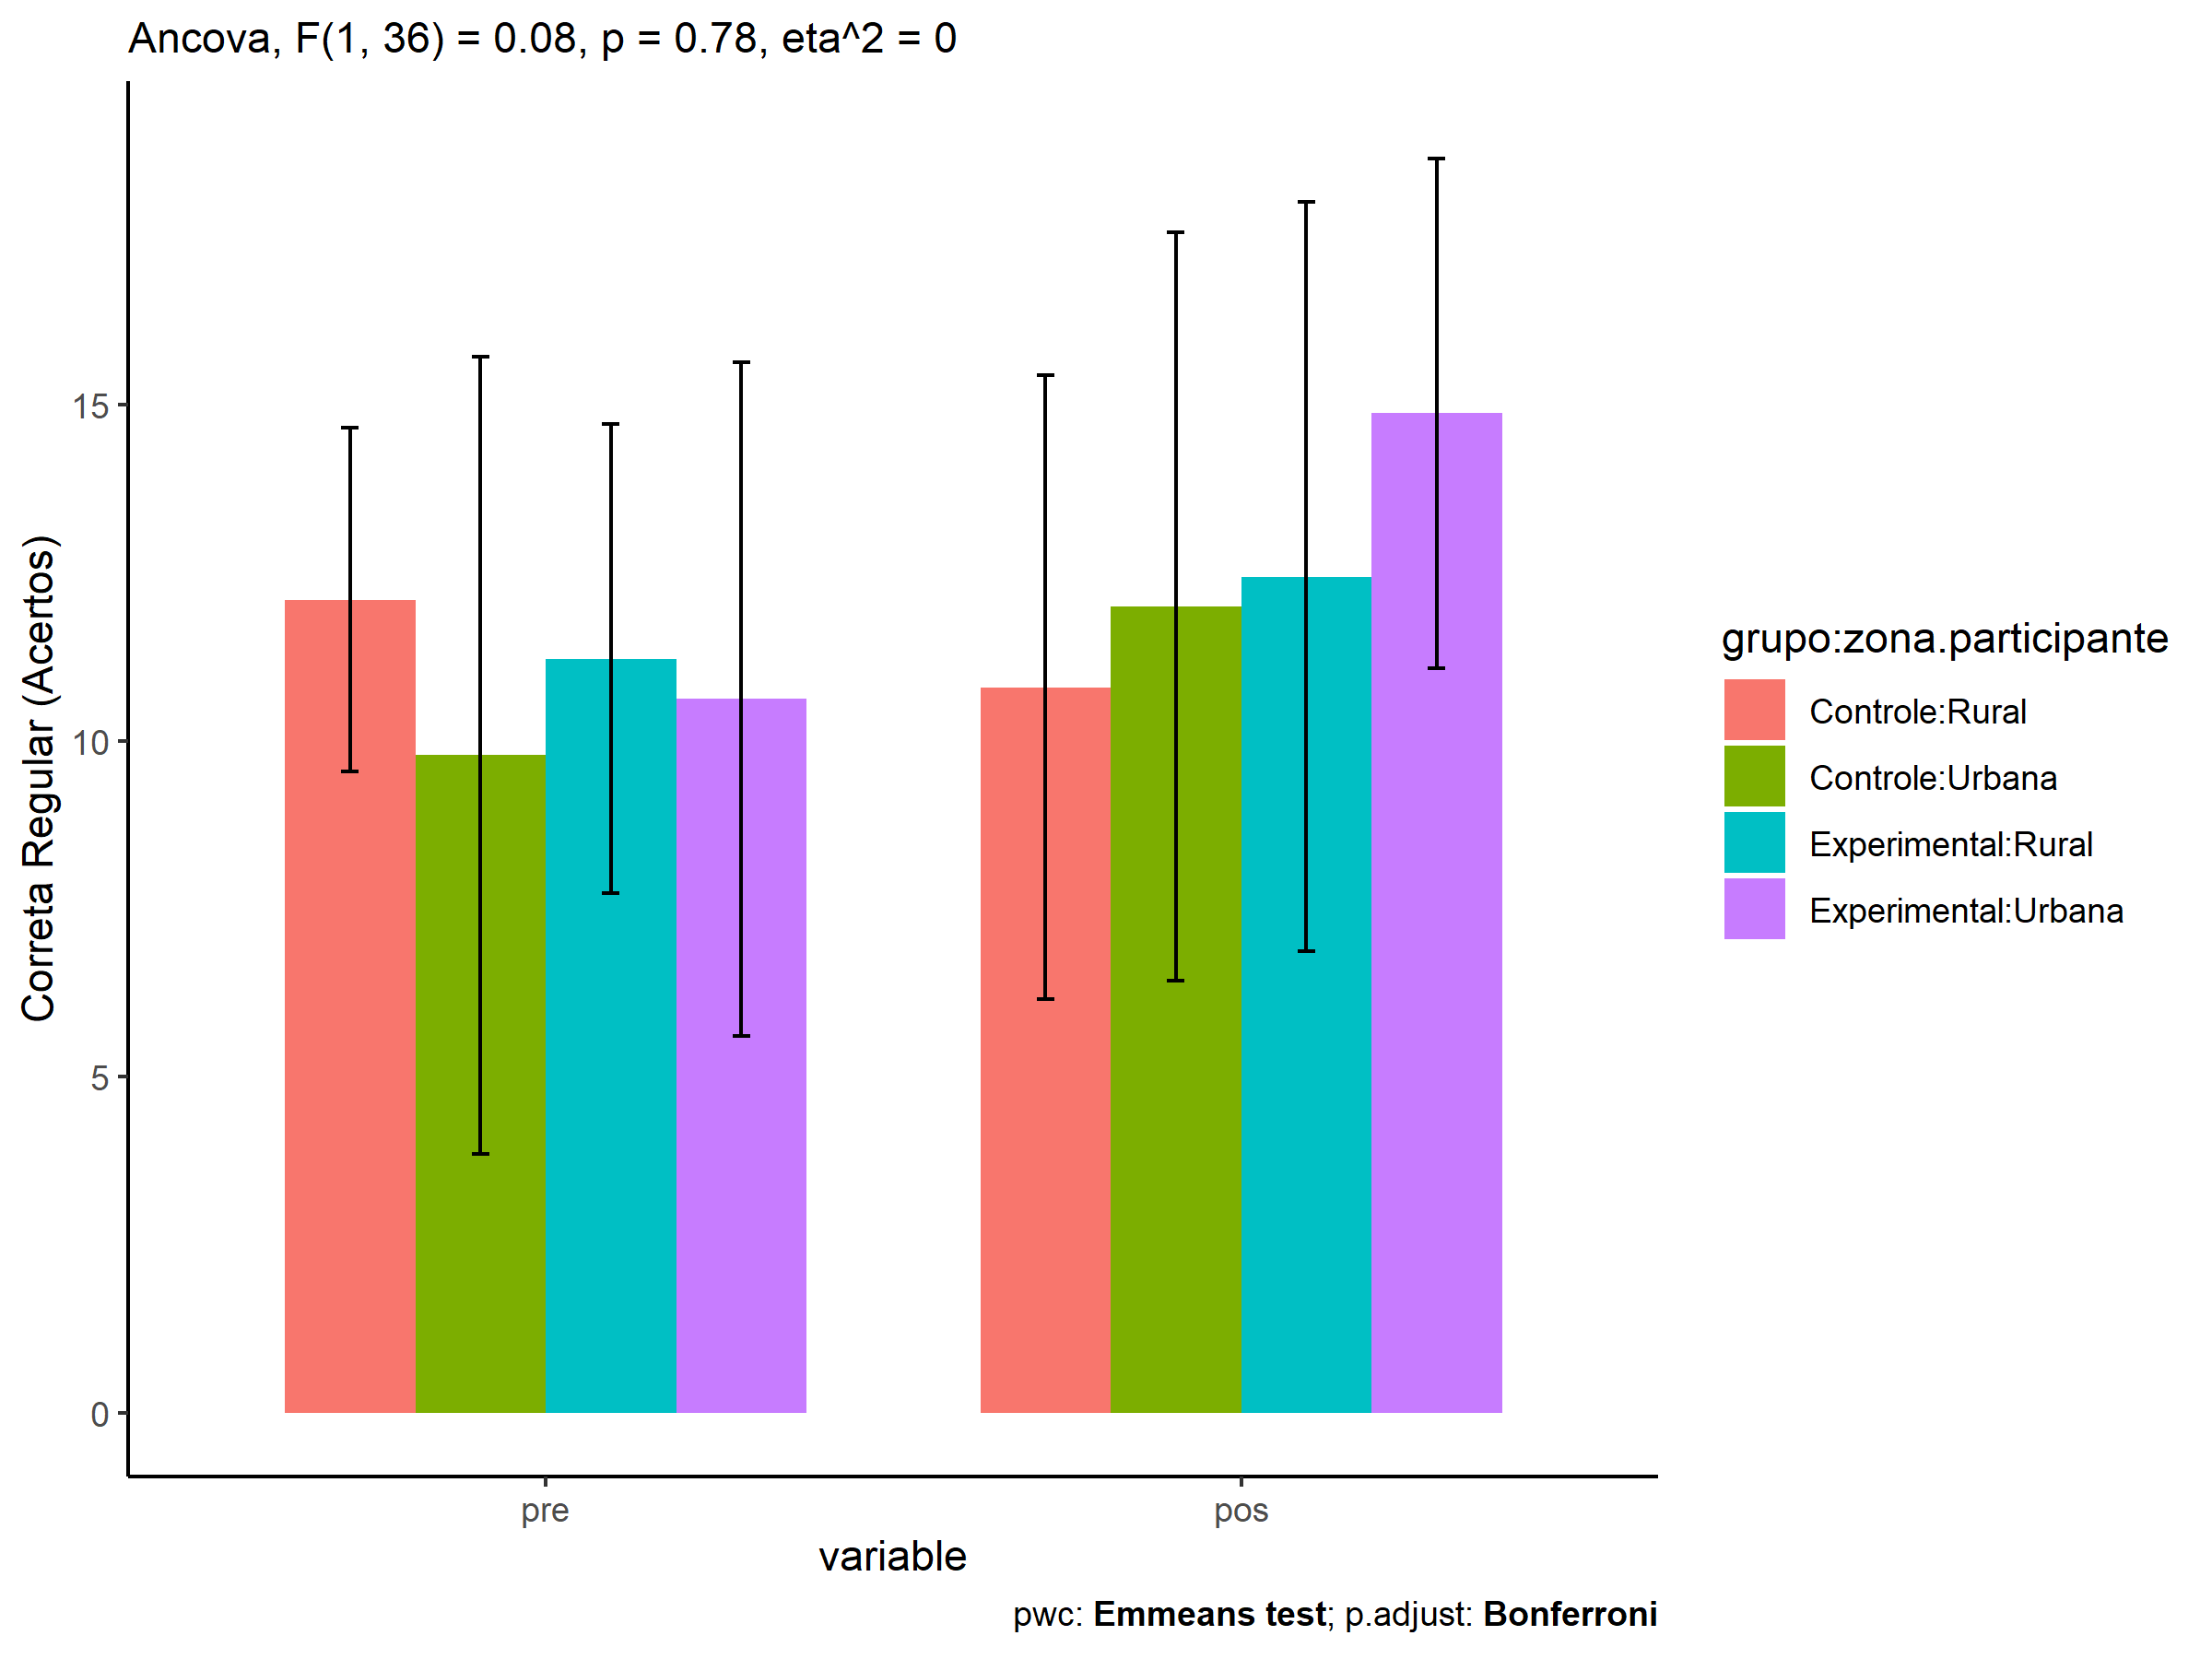 Ancova, F(1, 36) = 0.08, p = 0.78, eta^2 = 0
Correta Regular (Acertos)
15
10
5
0
pre
pos
variable
grupo:zona.participante
Controle:Rural
Controle:Urbana
Experimental:Rural
Experimental:Urbana
pwc: Emmeans test; p.adjust: Bonferroni